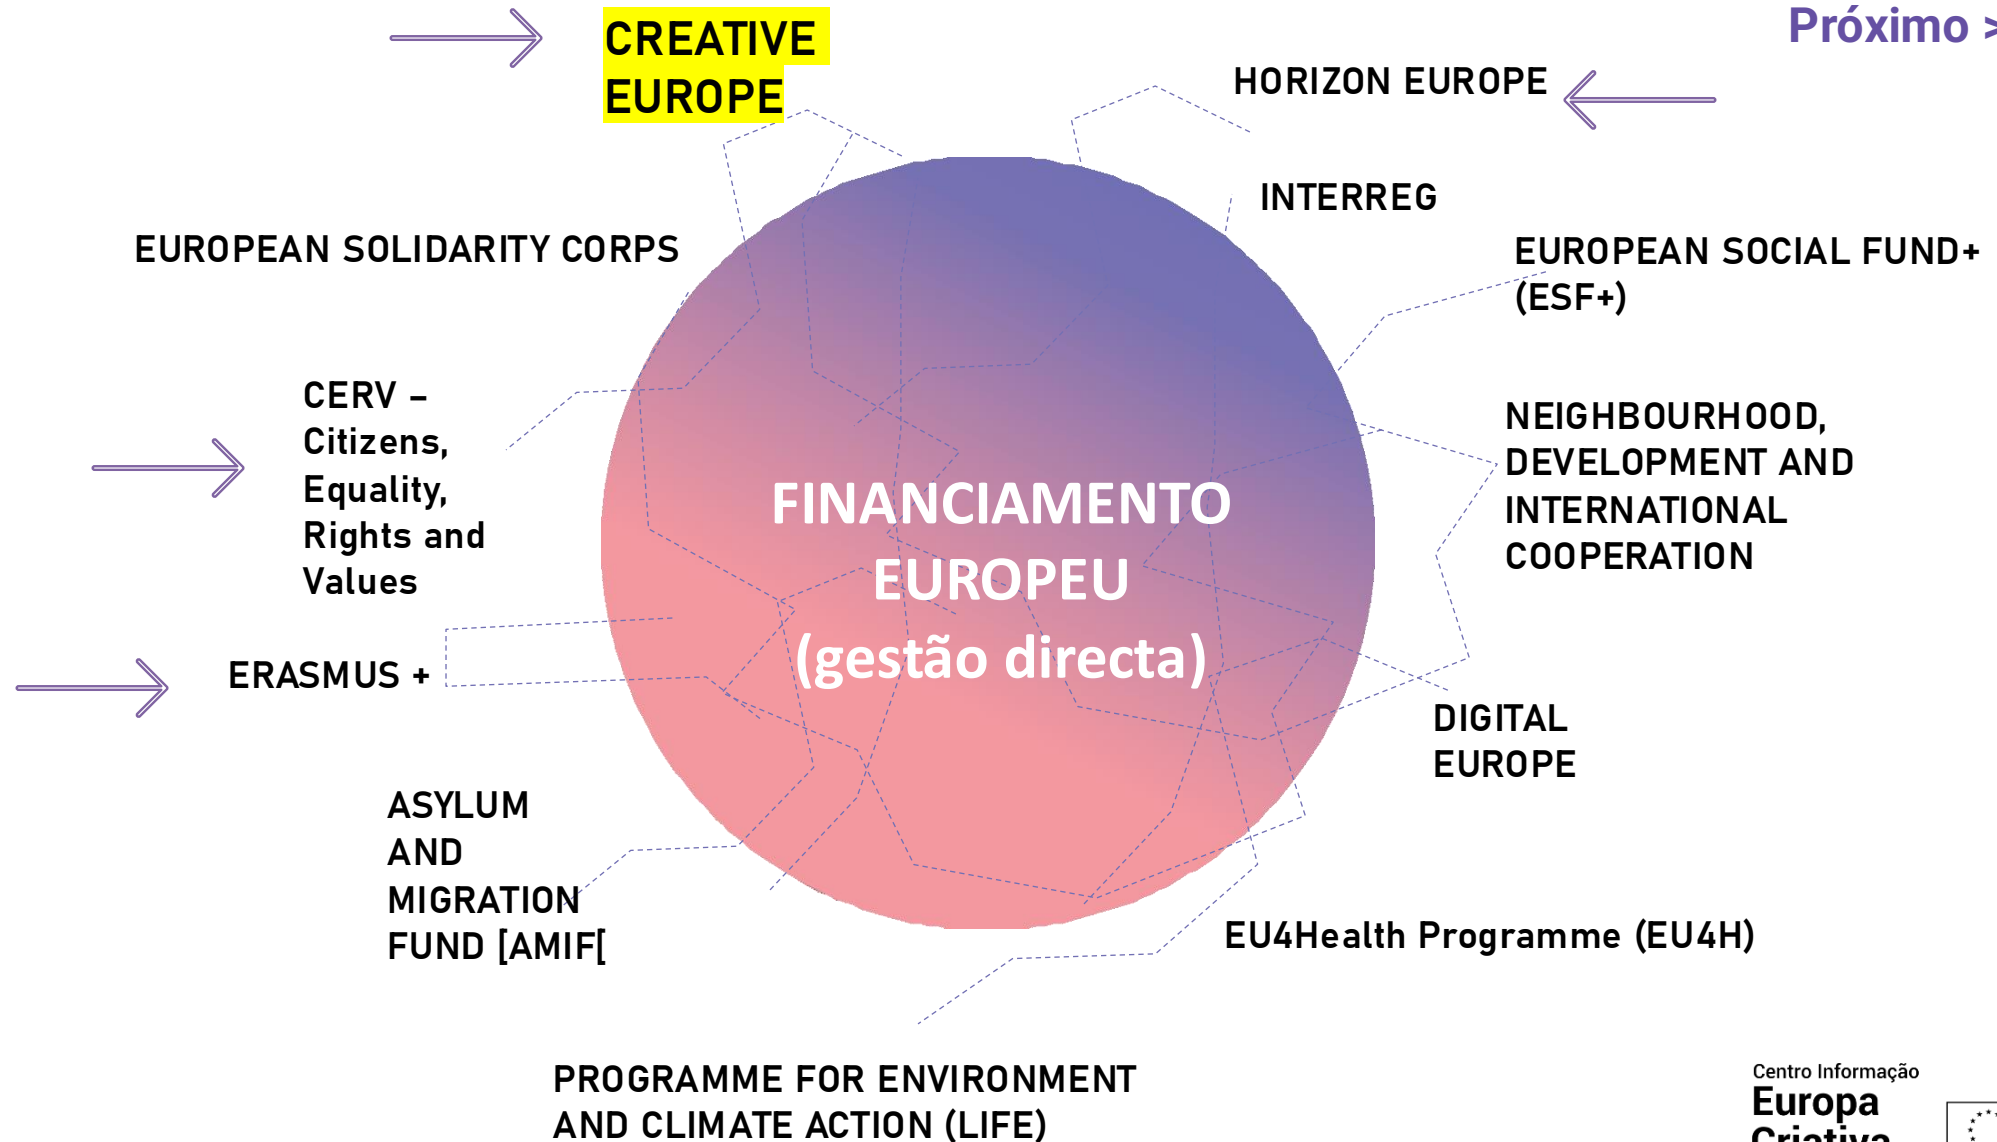 CREATIVE
EUROPE
Próximo >
HORIZON EUROPE
INTERREG
EUROPEAN SOLIDARITY CORPS
EUROPEAN SOCIAL FUND+
(ESF+)
CERV –
Citizens,
Equality,
Rights and
Values
NEIGHBOURHOOD,
DEVELOPMENT AND
INTERNATIONAL
COOPERATION
FINANCIAMENTO
EUROPEU
(gestão directa)
ERASMUS +
DIGITAL
EUROPE
ASYLUM
AND
MIGRATION
FUND [AMIF[
EU4Health Programme (EU4H)
PROGRAMME FOR ENVIRONMENT
AND CLIMATE ACTION (LIFE)
Centro Informação
Europa
Criativa